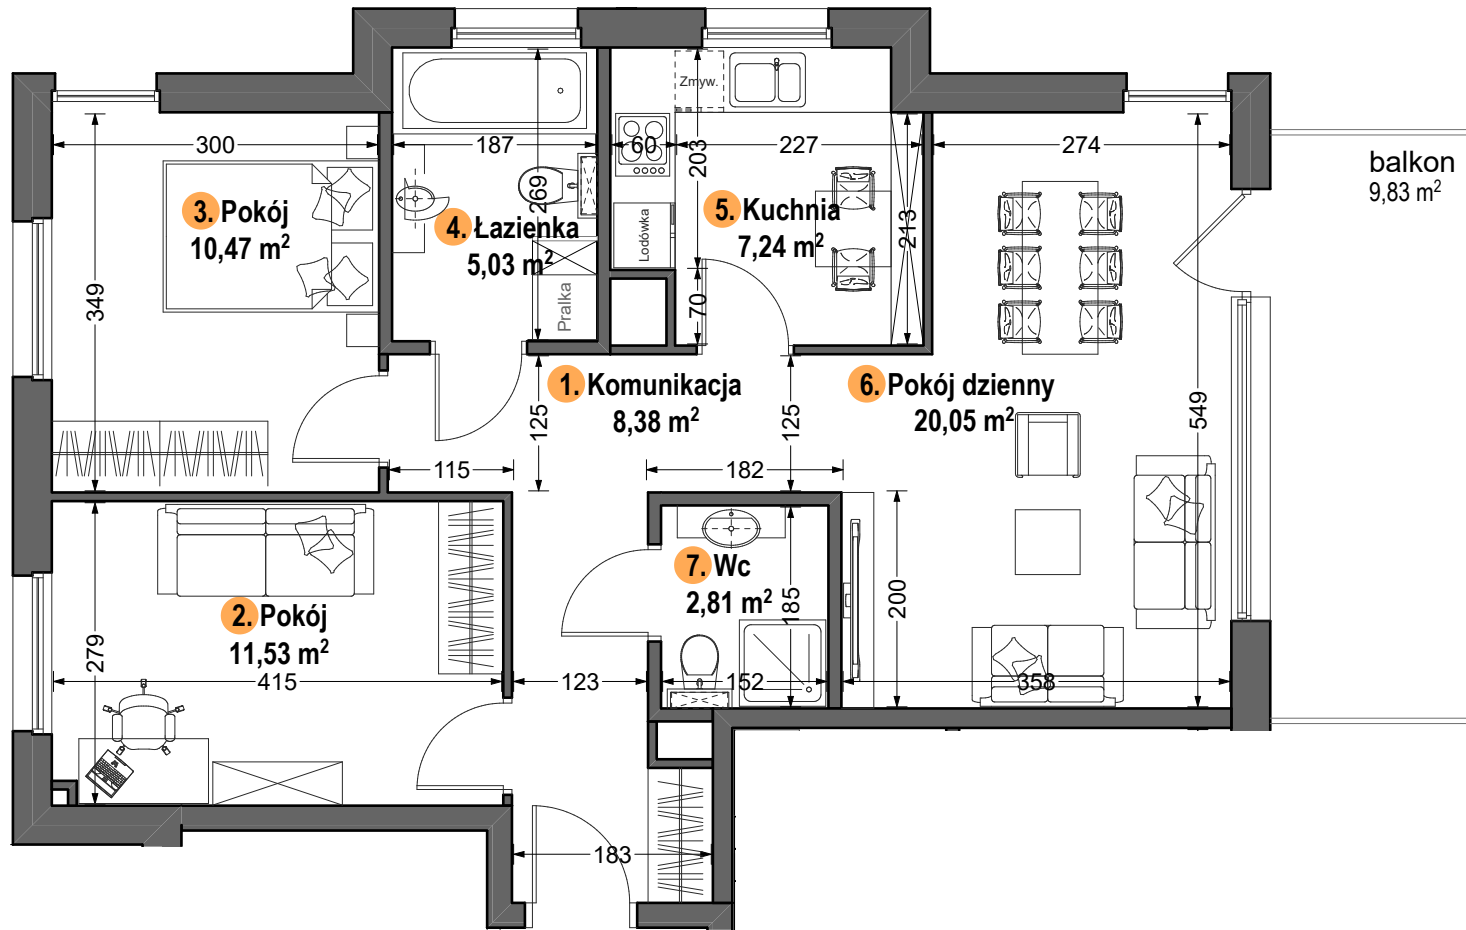 Zmyw.
300
187
60
203
227
274
balkon
9,83 m²
269
3. Pokój
10,47 m²
4. Łazienka
5,03 m²
Lodówka
5. Kuchnia
7,24 m²
213
349
Pralka
70
1. Komunikacja
8,38 m²
6. Pokój dzienny
20,05 m²
125
125
549
115
182
7. Wc
2,81 m²
185
200
2. Pokój
11,53 m²
279
415
123
152
358
183